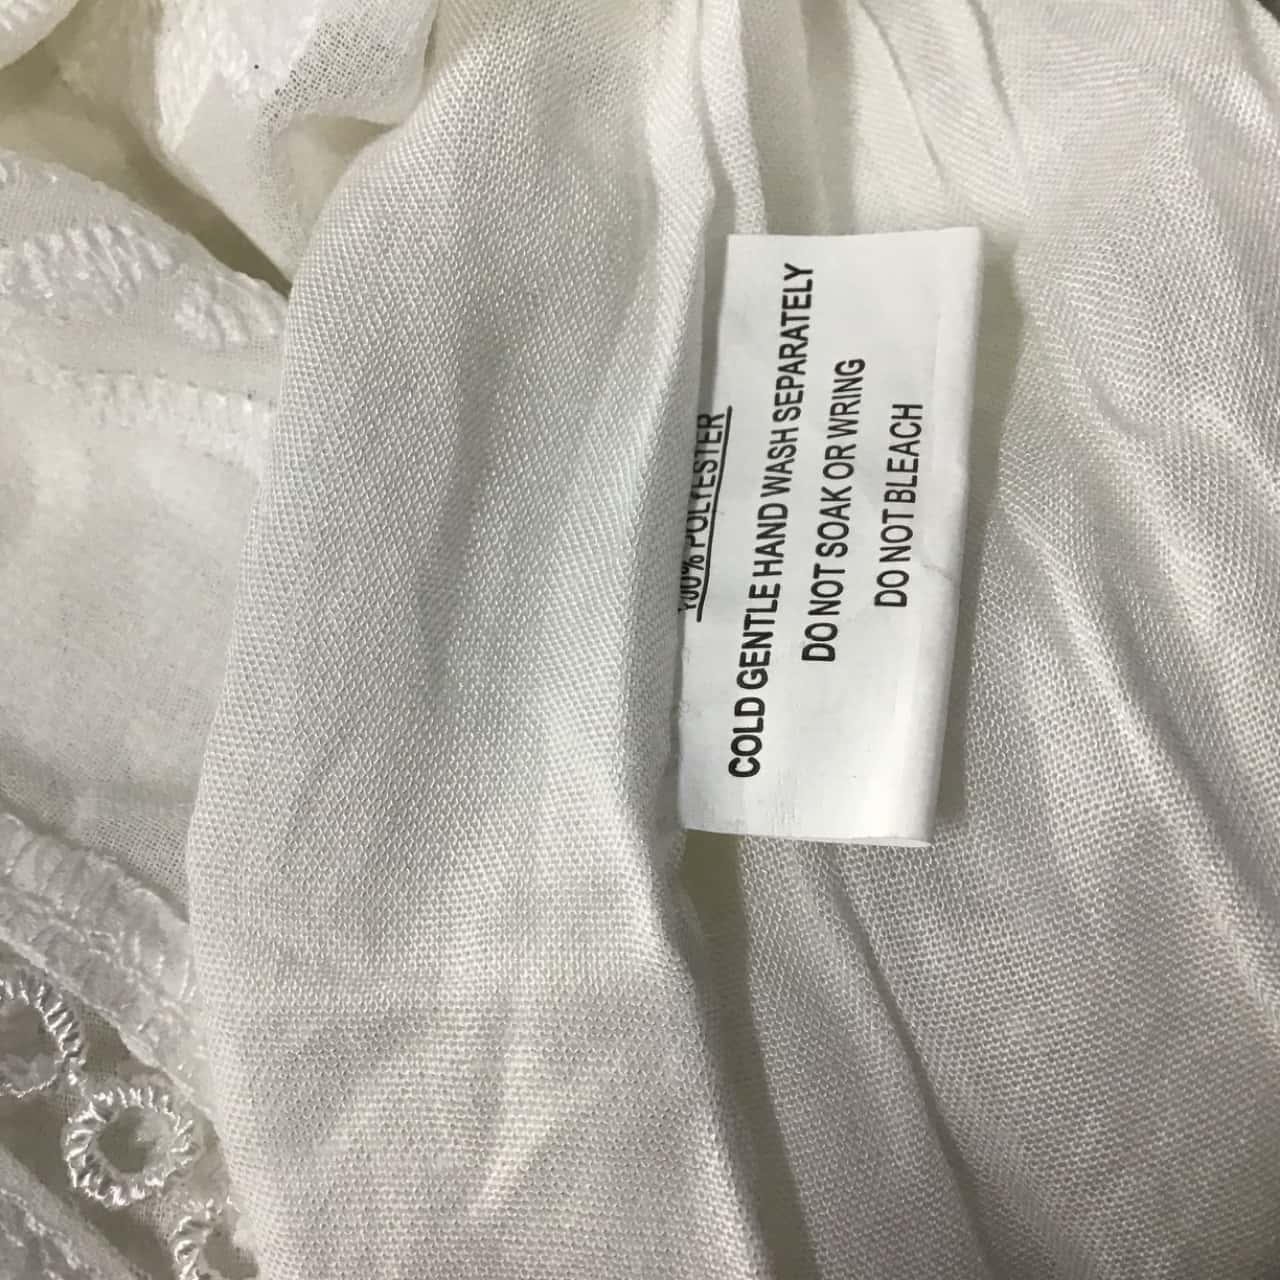 100% POLYESTER
COLD GENTLE HAND WASH SEPARATELY
DO NOT SOAK OR WRING
DO NOT BLEACH